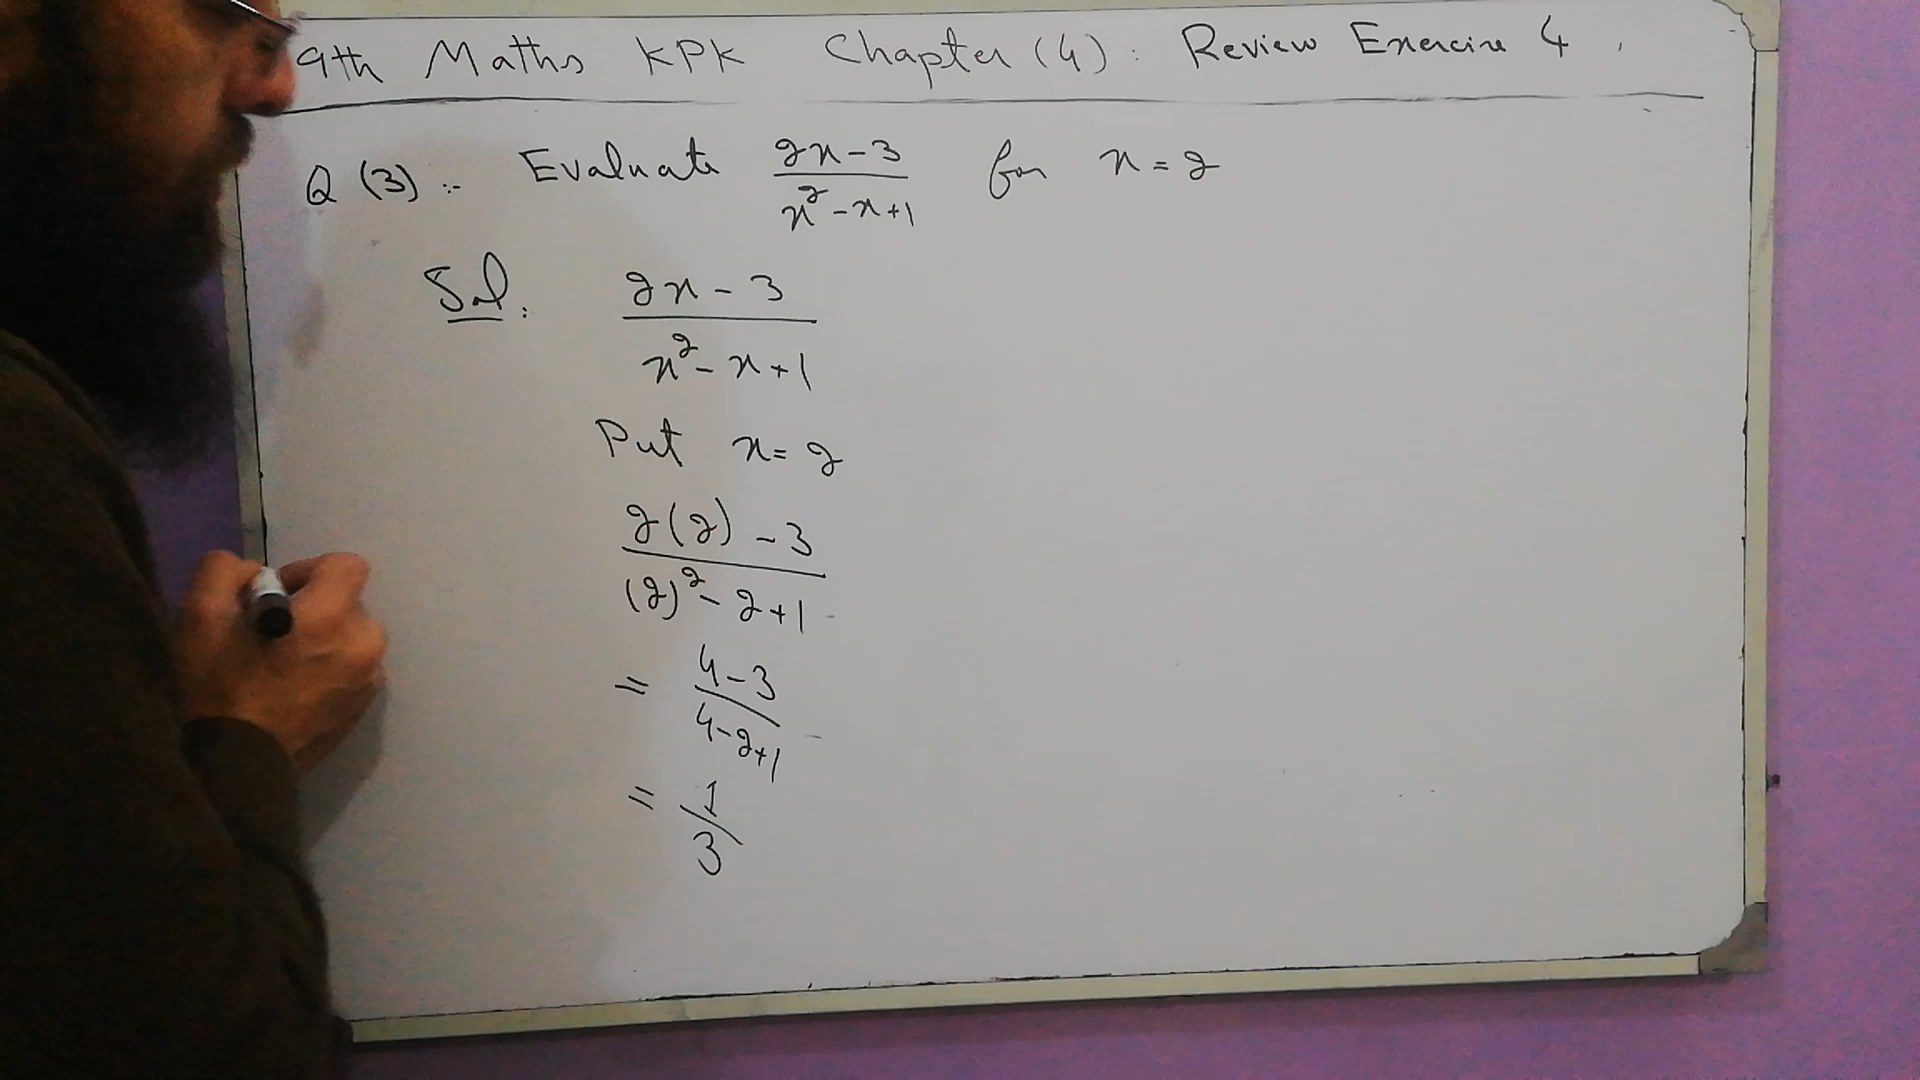 9th Maths KPK Chapter (4): Review Exercise 4
Q (3):- Evaluate 2x-3 / x²-x+1 for x=2
Sol: 2x-3
x²-x+1
Put x=2
2(2)-3
(2)²-2+1
= 4-3
4-2+1
= 1
3